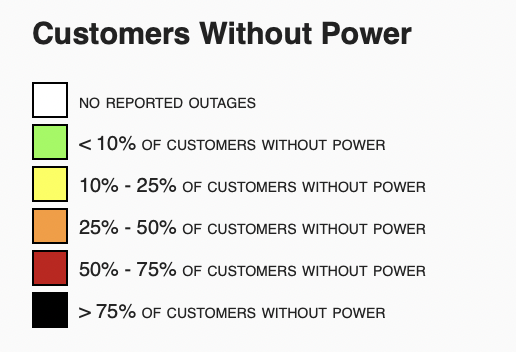 Customers Without Power
NO REPORTED OUTAGES
< 10% OF CUSTOMERS WITHOUT POWER
10% - 25% OF CUSTOMERS WITHOUT POWER
25% - 50% OF CUSTOMERS WITHOUT POWER
50% - 75% OF CUSTOMERS WITHOUT POWER
> 75% OF CUSTOMERS WITHOUT POWER